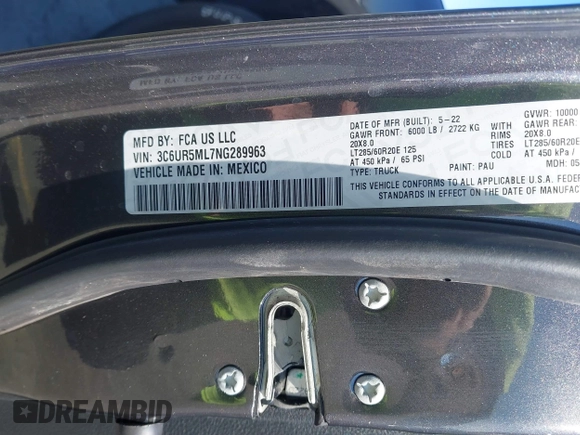 MFD BY: FCA US LLC
VIN: 3C6UR5ML7NG289963
VEHICLE MADE IN: MEXICO
DATE OF MFR (BUILT): 5-22
GAWR FRONT: 6000 LB / 2722 KG WITH
20X8.0 RIMS
LT285/60R20E 125 20X8.0
AT 450 kPa / 65 PSI LT285/60R20E
TYPE: TRUCK AT 450 kPa /
PAINT: PAU MDH: 05
GVWR: 10000
GAWR REAR:
THIS VEHICLE CONFORMS TO ALL APPLICABLE U.S.A. FEDER
STANDARDS IN EFFECT ON THE DATE OF M
DREAMBID